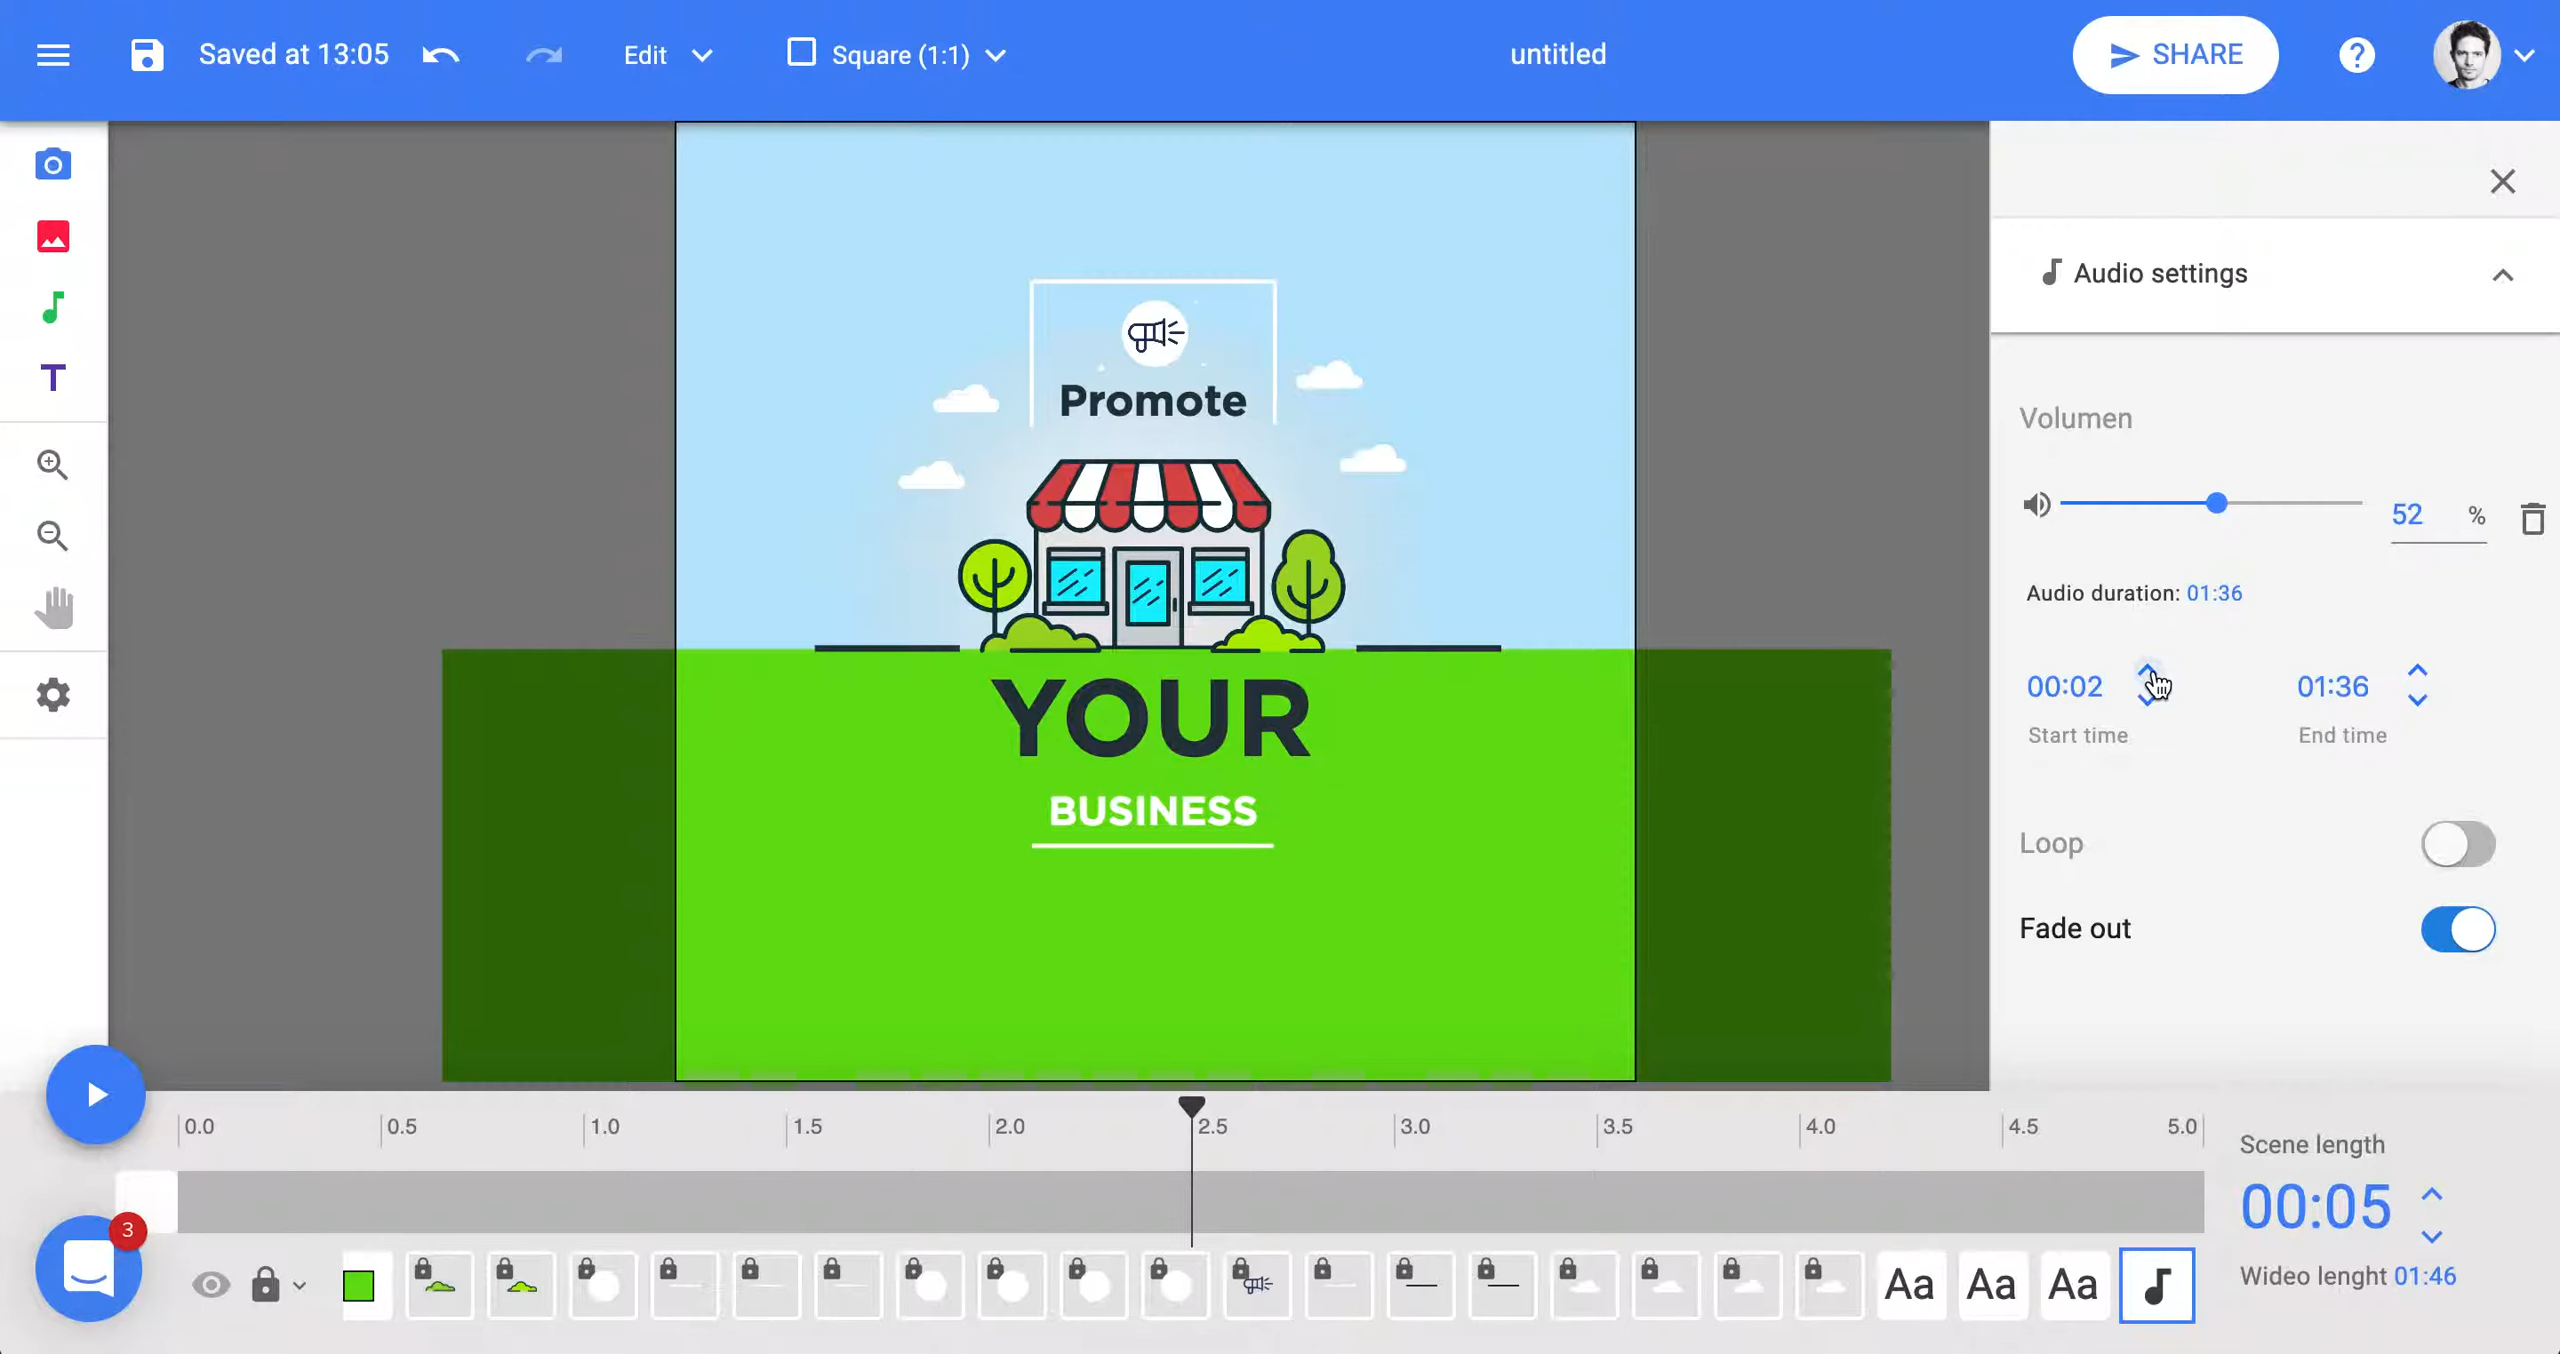 Saved at 13:05
Edit
Square (1:1)
untitled
SHARE
?
Audio settings
T
Promote
Volumen
52 %
Audio duration: 01:36
00:02
01:36
Start time
End time
YOUR
BUSINESS
Loop
Fade out
0.0 0.5 1.0 1.5 2.0 2.5 3.0 3.5 4.0 4.5 5.0
Scene length
00:05
3
Aa Aa Aa
Wideo lenght 01:46